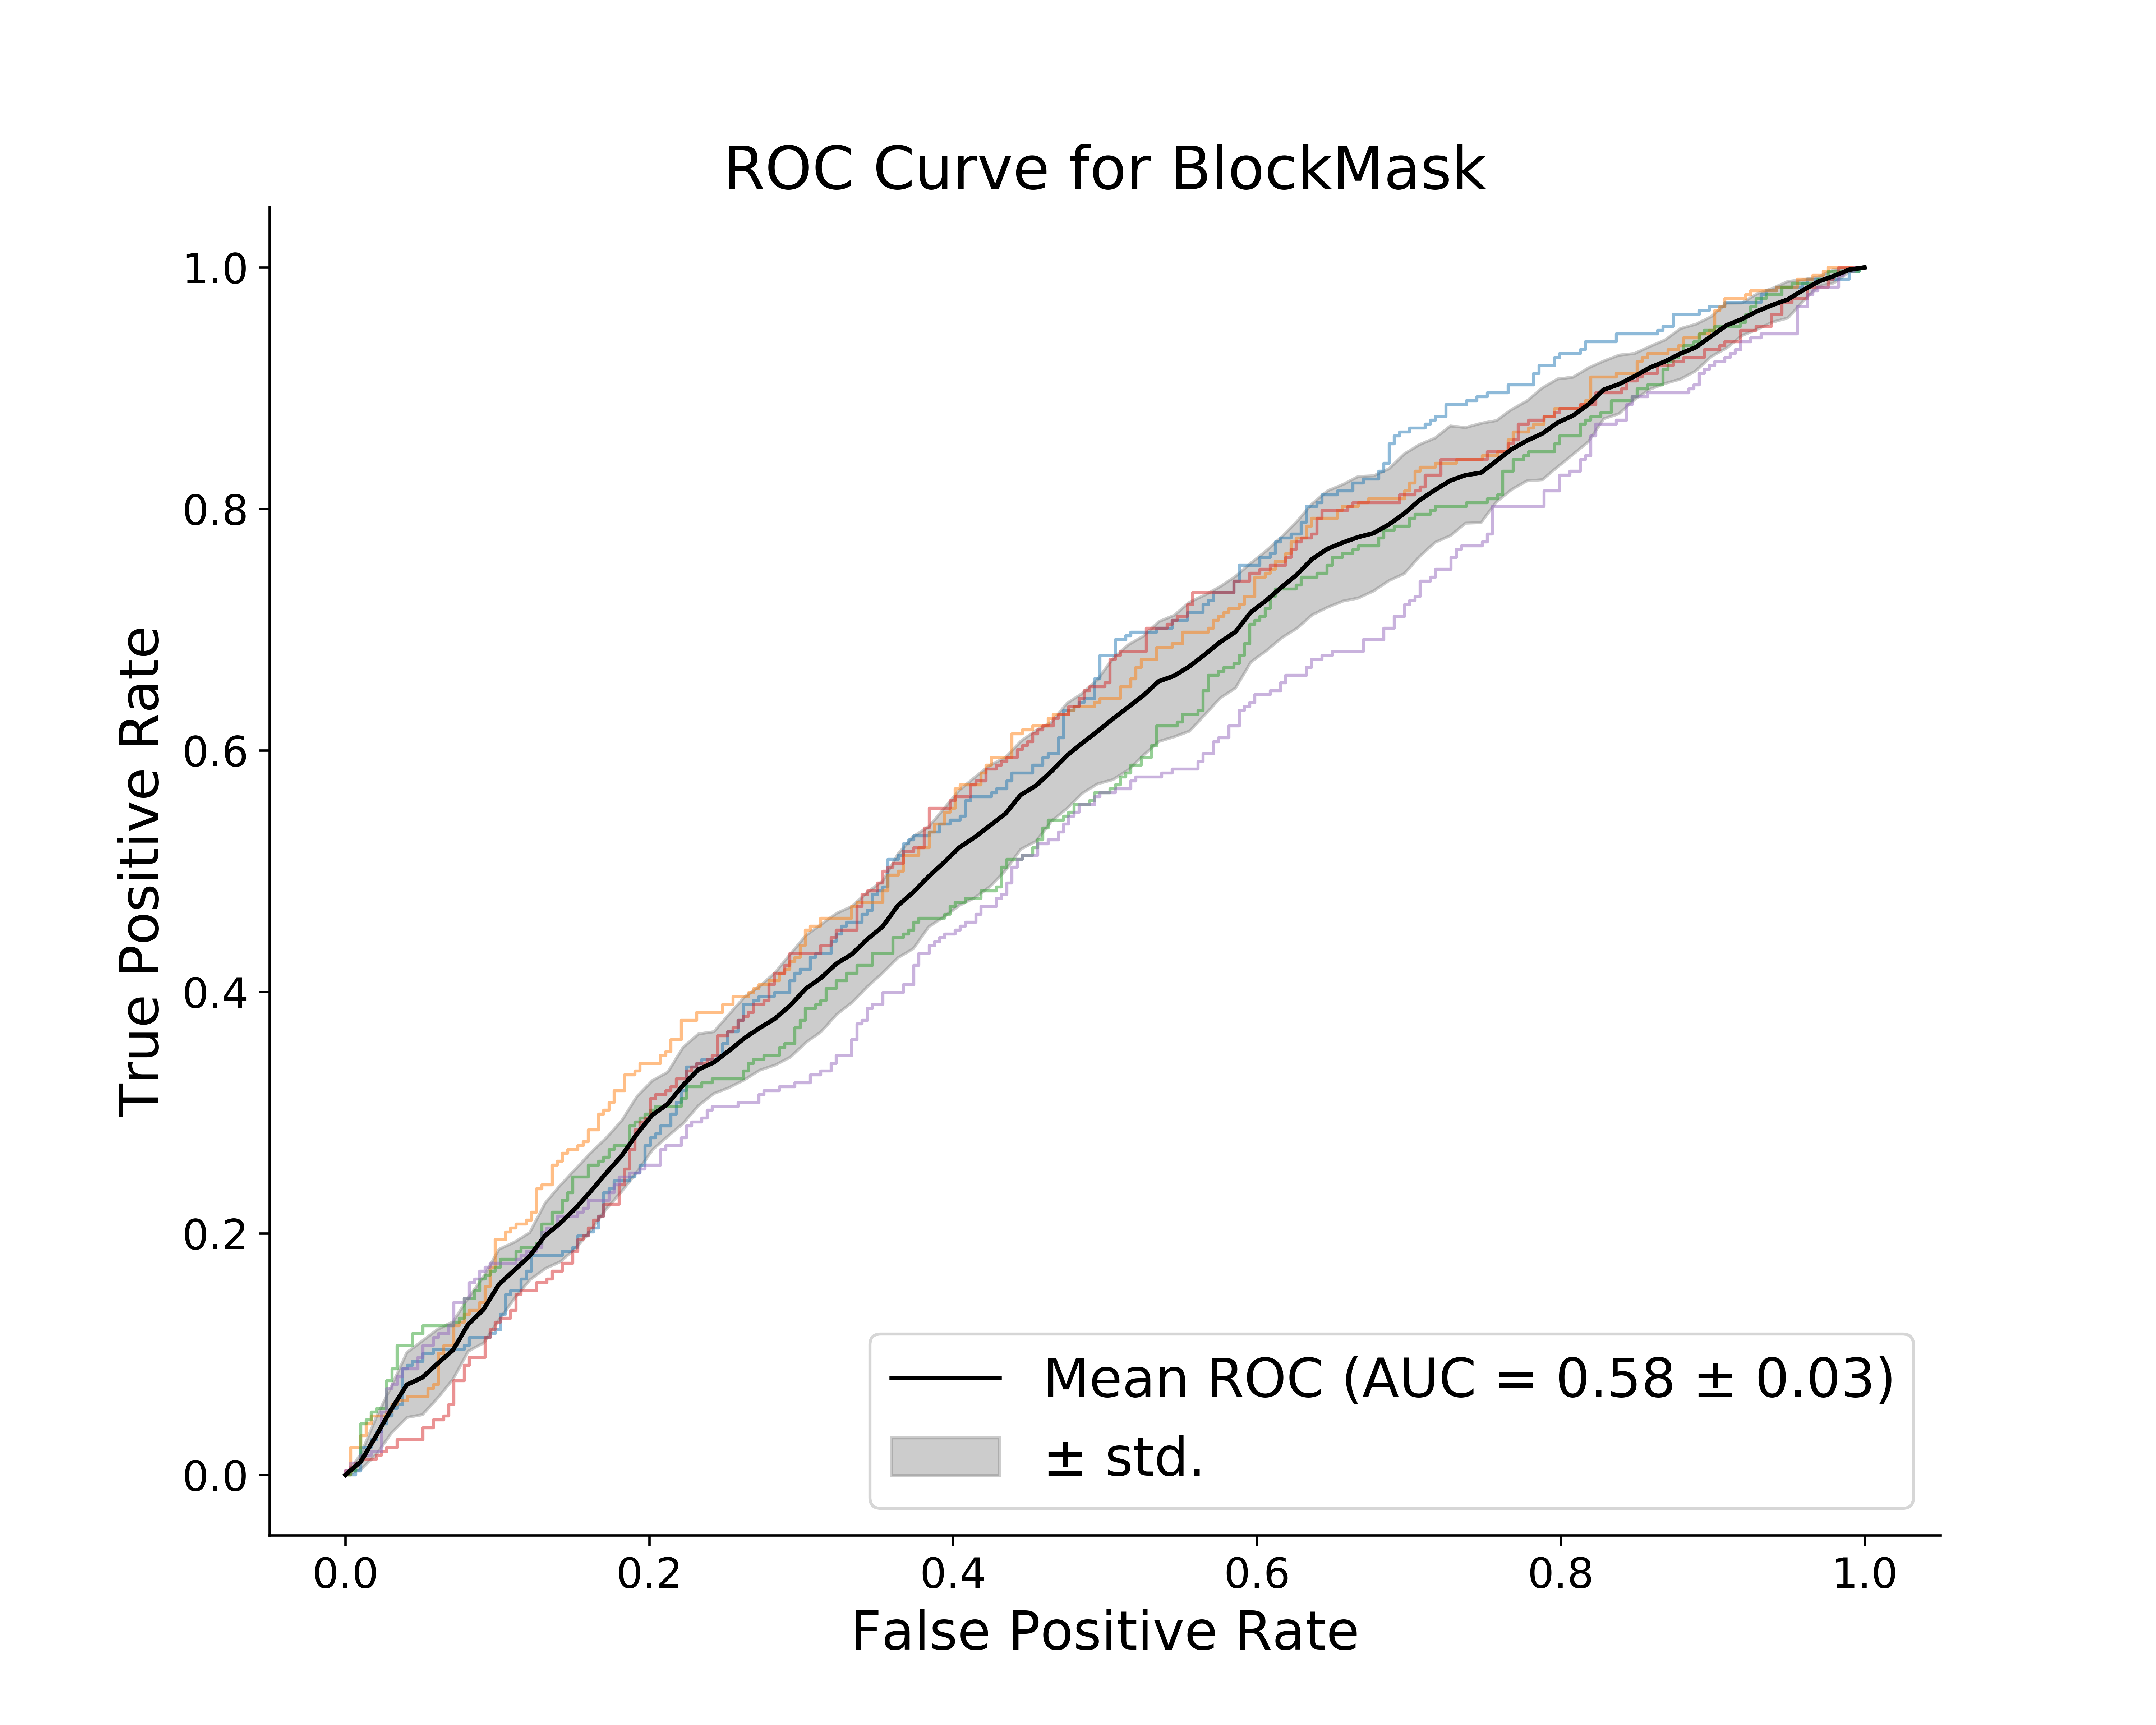 ROC Curve for BlockMask
True Positive Rate
1.0
0.8
0.6
0.4
0.2
0.0
Mean ROC (AUC = 0.58 ± 0.03)
± std.
0.0 0.2 0.4 0.6 0.8 1.0
False Positive Rate